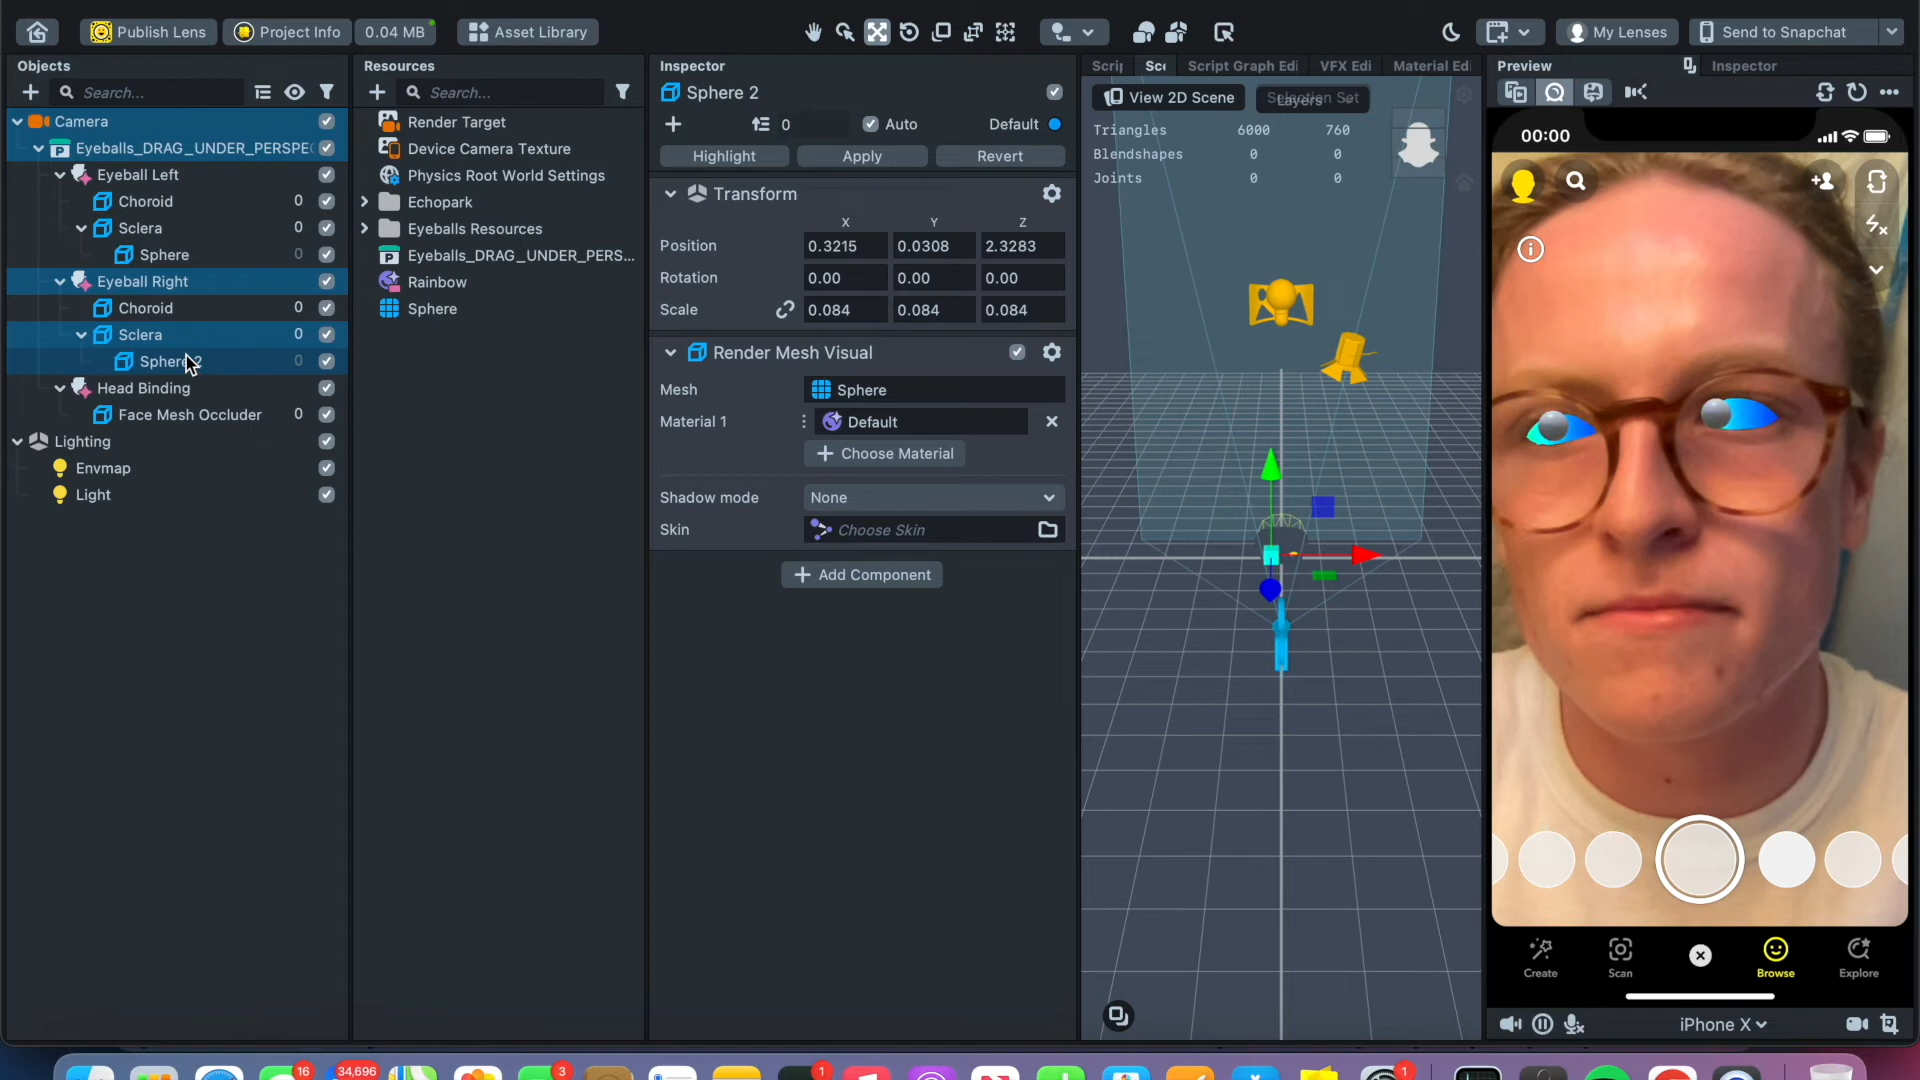 Publish Lens
Project Info
0.04 MB
Asset Library
My Lenses
Send to Snapchat
Objects
Search...
Camera
Eyeballs_DRAG_UNDER_PERSPE
Eyeball Left
Choroid 0
Sclera 0
Sphere 0
Eyeball Right
Choroid 0
Sclera 0
Sphere 2 0
Head Binding
Face Mesh Occluder 0
Lighting
Envmap
Light
Resources
Search...
Render Target
Device Camera Texture
Physics Root World Settings
Echopark
Eyeballs Resources
Eyeballs_DRAG_UNDER_PERS...
Rainbow
Sphere
Inspector
Sphere 2
0 Auto Default
Highlight Apply Revert
Transform
X Y Z
Position 0.3215 0.0308 2.3283
Rotation 0.00 0.00 0.00
Scale 0.084 0.084 0.084
Render Mesh Visual
Mesh Sphere
Material 1 Default
+ Choose Material
Shadow mode None
Skin Choose Skin
+ Add Component
Scrip Sce Script Graph Edi VFX Edi Material Edi
View 2D Scene
Selection Set
Layers
Triangles 6000 760
Blendshapes 0 0
Joints 0 0
Preview
Inspector
00:00
Create
Scan
Browse
Explore
iPhone X
16
34,696
3
1
1